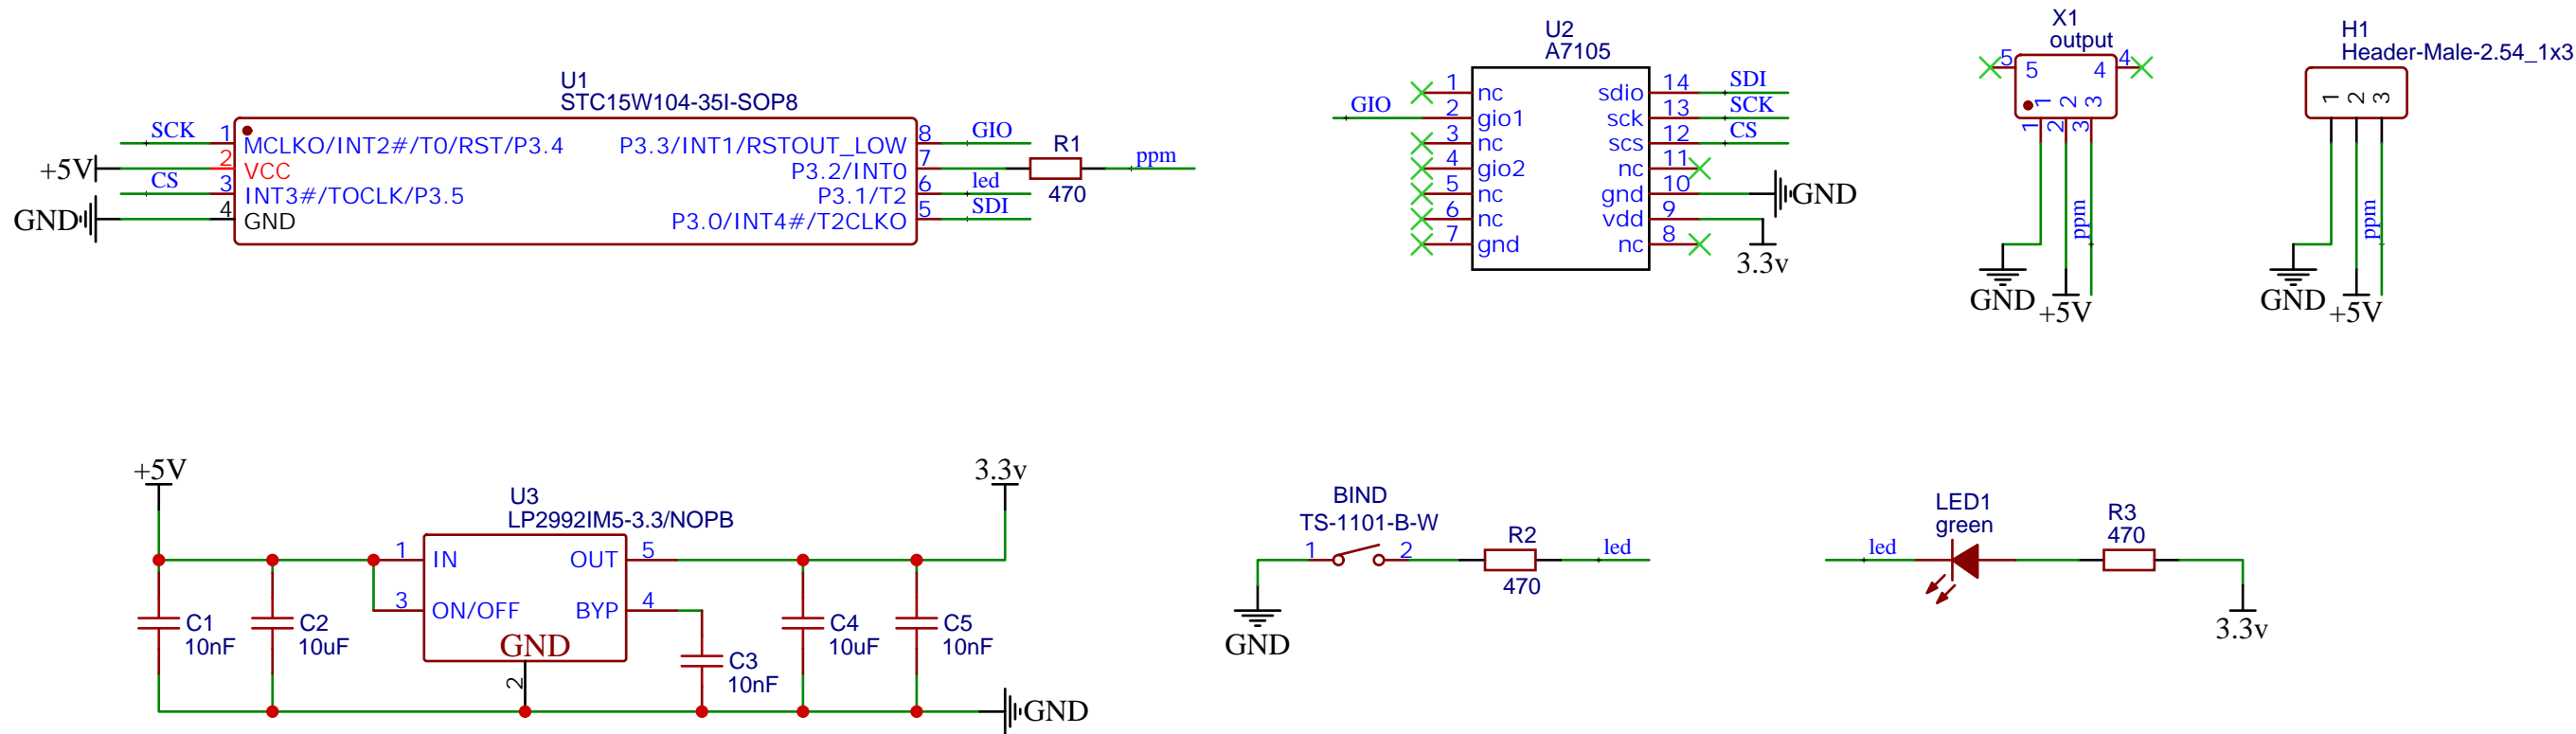 U1
STC15W104-35I-SOP8
SCK
1
MCLKO/INT2#/T0/RST/P3.4
+5V
2
VCC
CS
3
INT3#/TOCLK/P3.5
GND
4
GND
P3.3/INT1/RSTOUT_LOW
8
GIO
P3.2/INT0
7
P3.1/T2
6
led
P3.0/INT4#/T2CLKO
5
SDI
R1
470
ppm
U2
A7105
GIO
1
nc
2
gio1
3
nc
4
gio2
5
nc
6
nc
7
gnd
sdio
14
SDI
sck
13
SCK
scs
12
CS
nc
11
gnd
10
GND
vdd
9
nc
8
3.3v
X1
output
5
5
4
4
1
2
3
1
2
3
ppm
GND
+5V
H1
Header-Male-2.54_1x3
1
2
3
ppm
GND
+5V
+5V
3.3v
U3
LP2992IM5-3.3/NOPB
1
IN
OUT
5
3
ON/OFF
BYP
4
GND
2
C1
10nF
C2
10uF
C3
10nF
C4
10uF
C5
10nF
GND
BIND
TS-1101-B-W
1
2
R2
470
led
GND
LED1
green
led
R3
470
3.3v